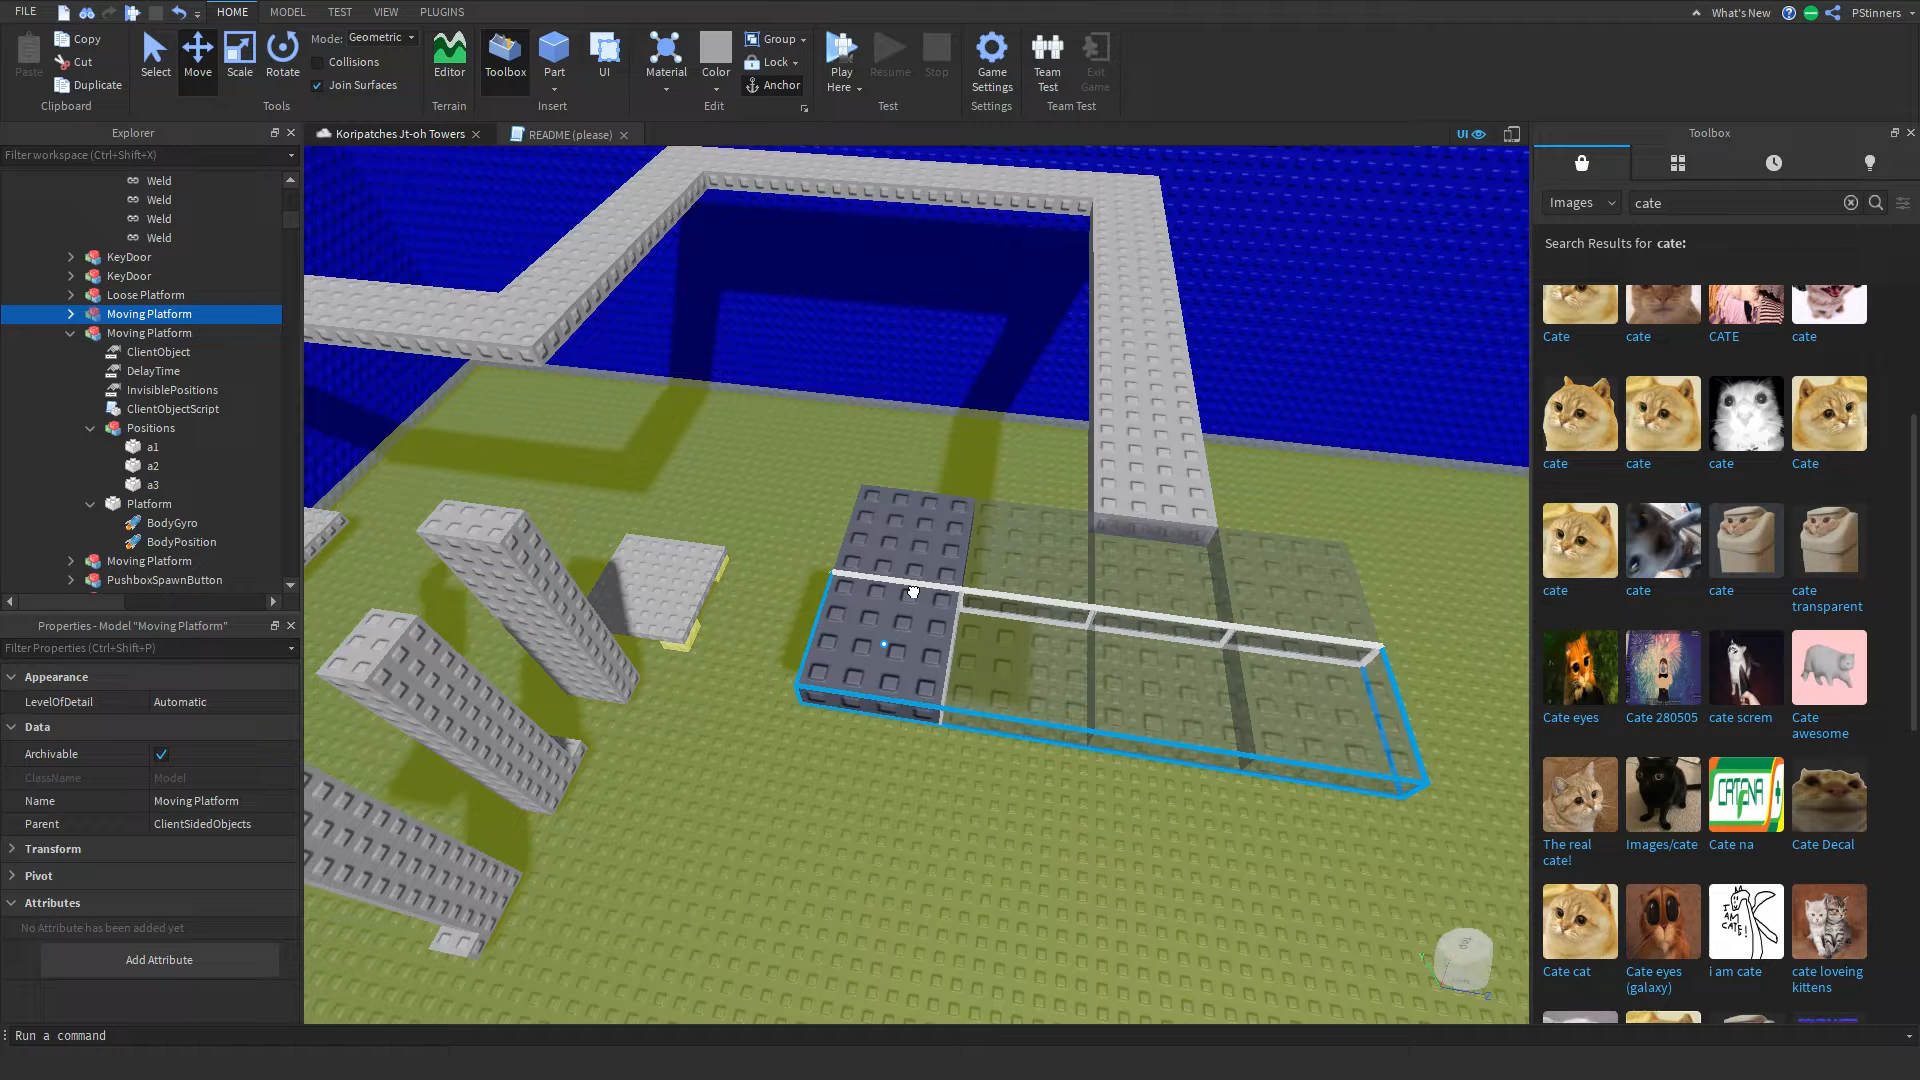 FILE
HOME
MODEL
TEST
VIEW
PLUGINS
What's New
PStinners
Paste
Copy
Cut
Duplicate
Clipboard
Select
Move
Scale
Rotate
Mode: Geometric
Collisions
Join Surfaces
Tools
Editor
Terrain
Toolbox
Part
UI
Insert
Material
Color
Group
Lock
Anchor
Edit
Play
Here
Resume
Stop
Test
Game
Settings
Settings
Team
Test
Exit
Game
Team Test
Explorer
Filter workspace (Ctrl+Shift+X)
Weld
Weld
Weld
Weld
KeyDoor
KeyDoor
Loose Platform
Moving Platform
Moving Platform
ClientObject
DelayTime
InvisiblePositions
ClientObjectScript
Positions
a1
a2
a3
Platform
BodyGyro
BodyPosition
Moving Platform
PushboxSpawnButton
Properties - Model "Moving Platform"
Filter Properties (Ctrl+Shift+P)
Appearance
LevelOfDetail Automatic
Data
Archivable
ClassName Model
Name Moving Platform
Parent ClientSidedObjects
Transform
Pivot
Attributes
No Attribute has been added yet
Add Attribute
Run a command
Koripatches Jt-oh Towers
README (please)
UI
Top
Y
Z
Toolbox
Images
cate
Search Results for cate:
Cate
cate
CATE
cate
cate
cate
cate
Cate
cate
cate
cate
cate
transparent
Cate eyes
Cate 280505
cate screm
Cate
awesome
CATENA
The real
cate!
Images/cate
Cate na
Cate Decal
I AM
CATE!
Cate cat
Cate eyes
(galaxy)
i am cate
cate loveing
kittens